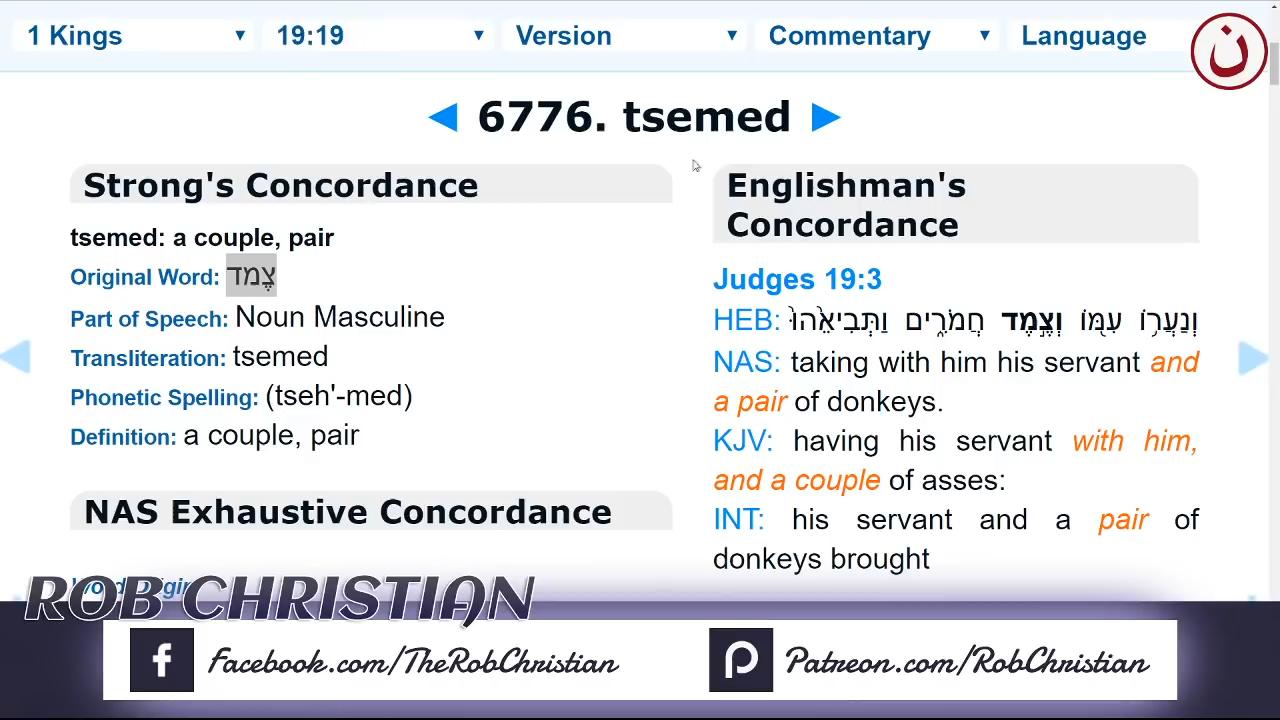 1 Kings ▼ 19:19 ▼ Version ▼ Commentary ▼ Language
ن
◄ 6776. tsemed ►
Strong's Concordance
tsemed: a couple, pair
Original Word: צֶמד
Part of Speech: Noun Masculine
Transliteration: tsemed
Phonetic Spelling: (tseh'-med)
Definition: a couple, pair
NAS Exhaustive Concordance
Word Origin
Englishman's
Concordance
Judges 19:3
HEB: וְנַעֲר֥וֹ עִמּ֖וֹ וְצֶ֣מֶד חֲמֹרִ֑ים וַתְּבִיאֵ֙הוּ֙
NAS: taking with him his servant and
a pair of donkeys.
KJV: having his servant with him,
and a couple of asses:
INT: his servant and a pair of
donkeys brought
ROB CHRISTIAN
Facebook.com/TheRobChristian
Patreon.com/RobChristian